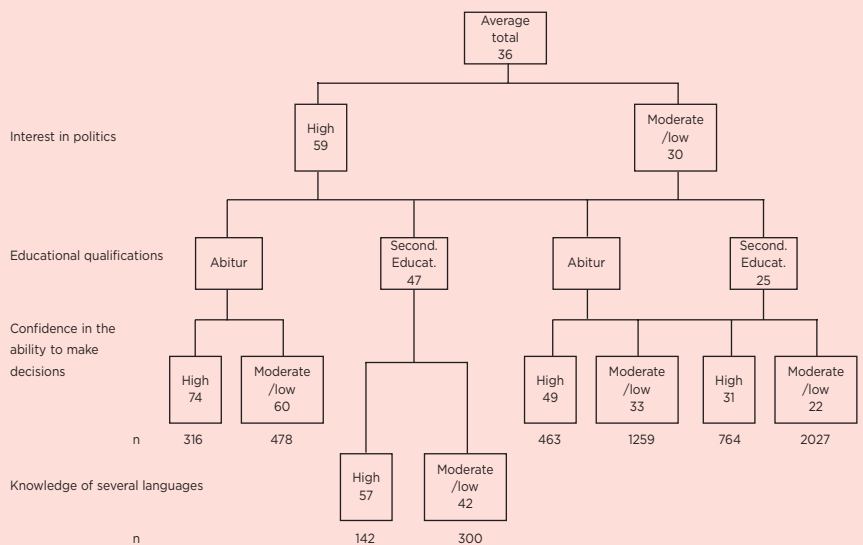 Average
total
36
Interest in politics
High
59
Moderate
/low
30
Educational qualifications
Abitur
Second.
Educat.
47
Abitur
Second.
Educat.
25
Confidence in the
ability to make
decisions
High
74
Moderate
/low
60
High
49
Moderate
/low
33
High
31
Moderate
/low
22
n 316 478 463 1259 764 2027
Knowledge of several languages
High
57
Moderate
/low
42
n 142 300